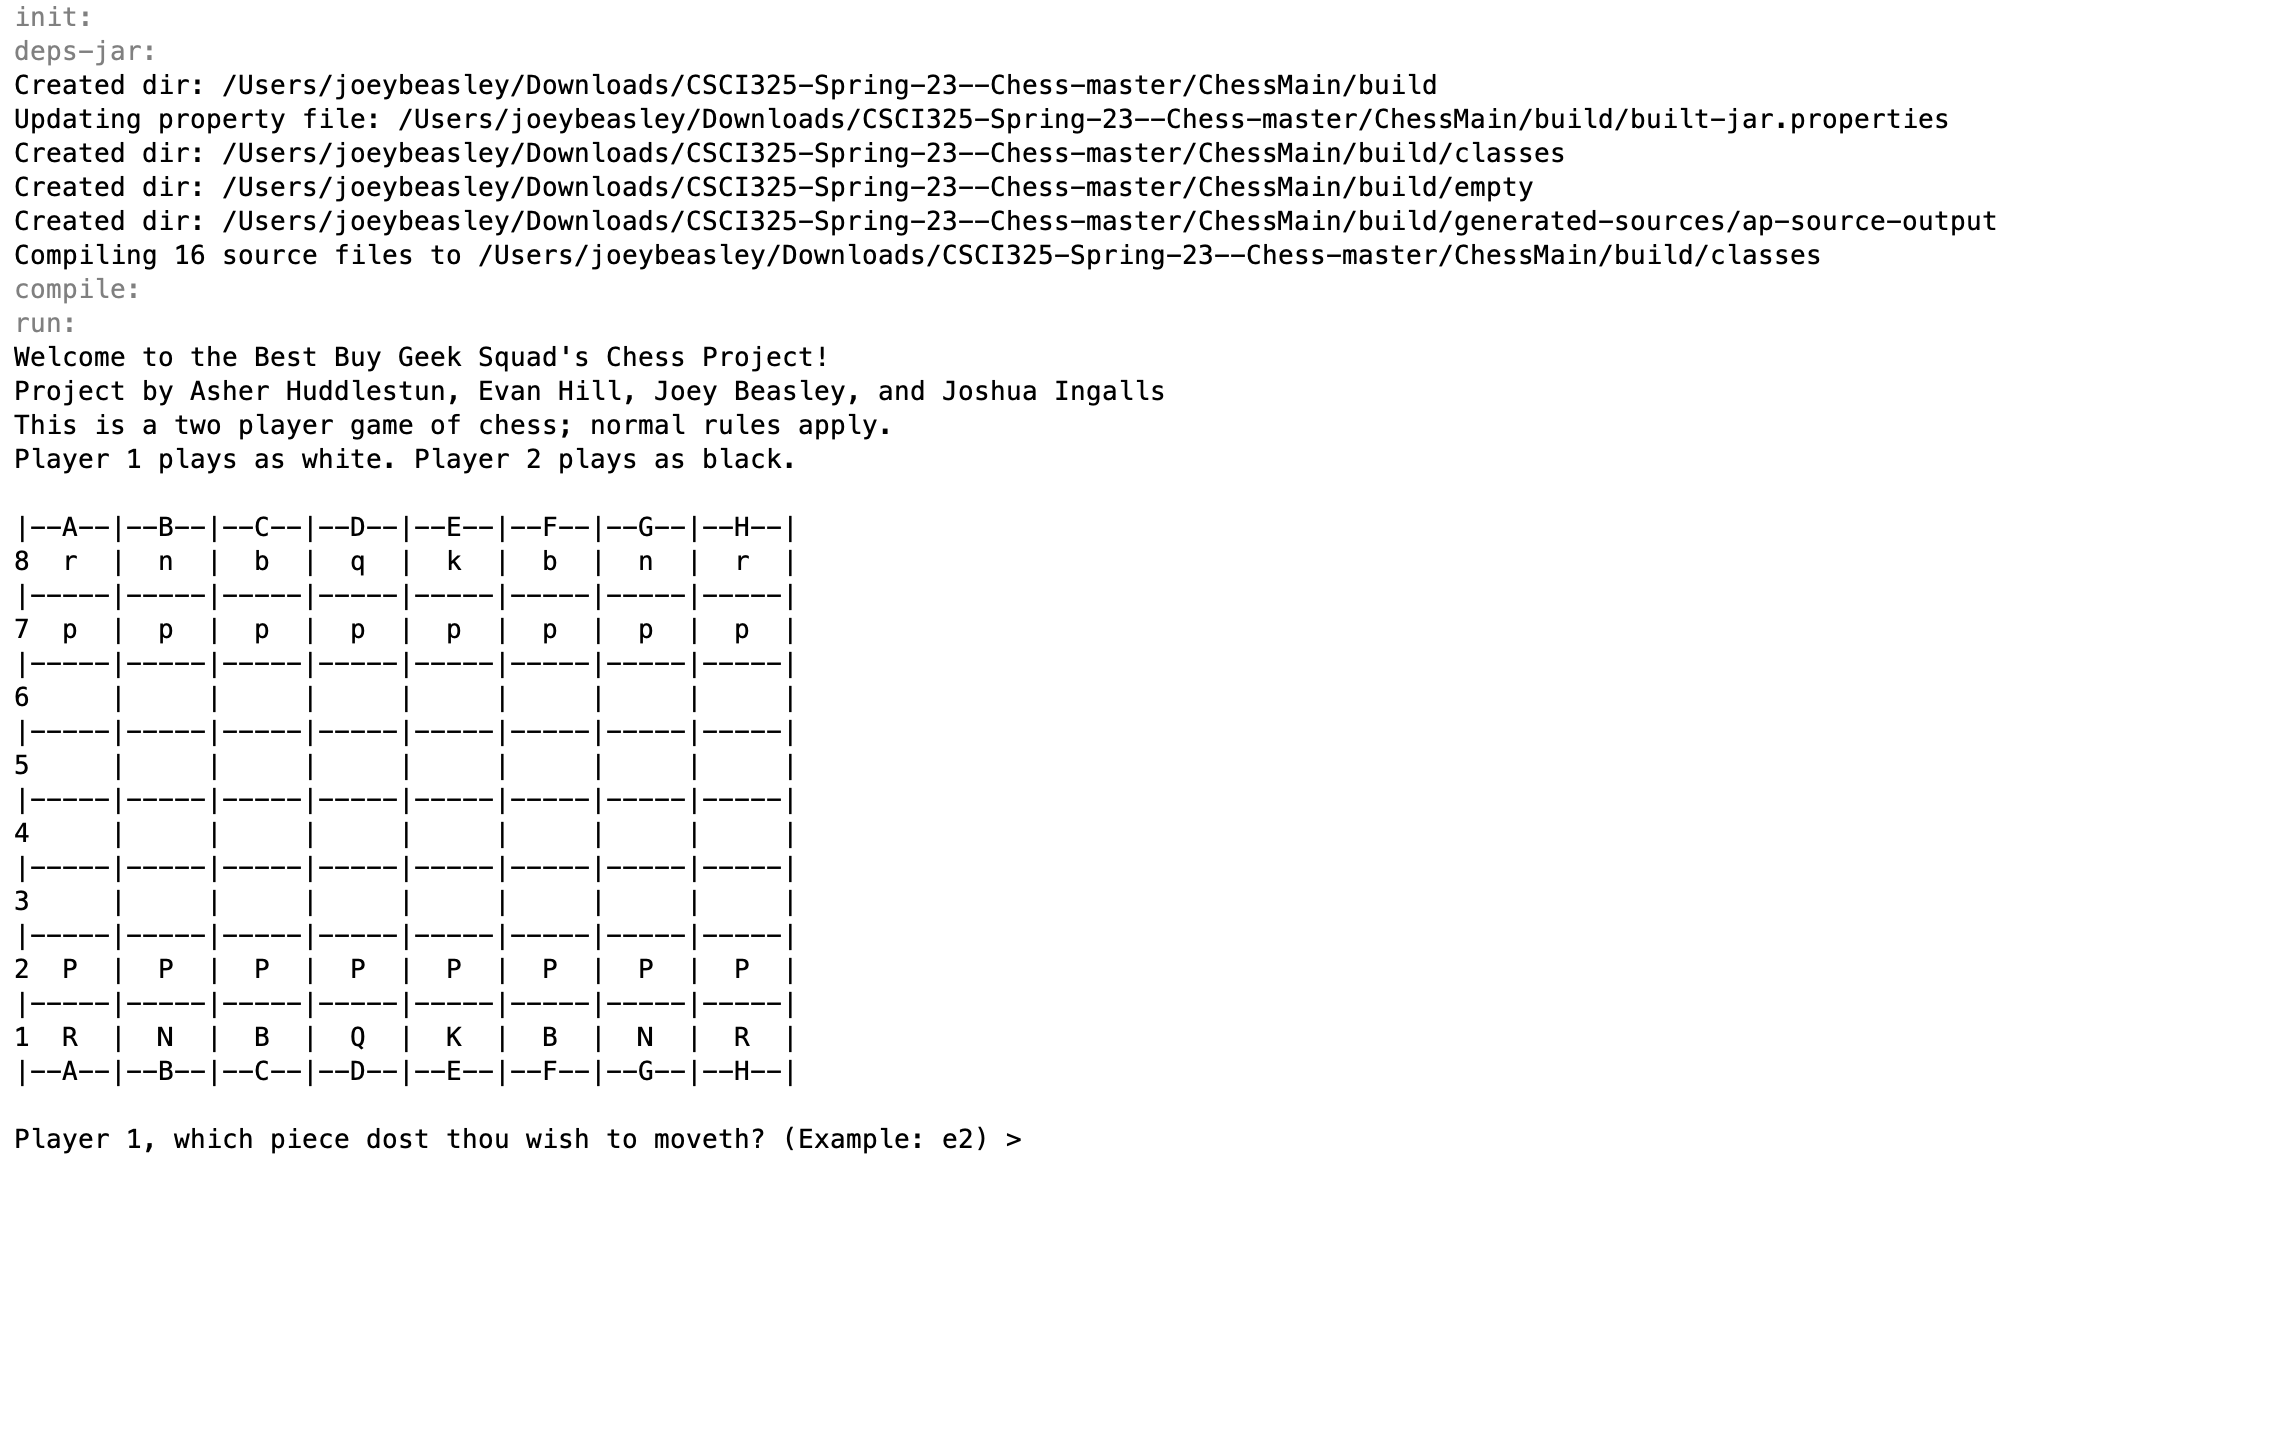 init:
deps-jar:
Created dir: /Users/joeybeasley/Downloads/CSCI325-Spring-23--Chess-master/ChessMain/build
Updating property file: /Users/joeybeasley/Downloads/CSCI325-Spring-23--Chess-master/ChessMain/build/built-jar.properties
Created dir: /Users/joeybeasley/Downloads/CSCI325-Spring-23--Chess-master/ChessMain/build/classes
Created dir: /Users/joeybeasley/Downloads/CSCI325-Spring-23--Chess-master/ChessMain/build/empty
Created dir: /Users/joeybeasley/Downloads/CSCI325-Spring-23--Chess-master/ChessMain/build/generated-sources/ap-source-output
Compiling 16 source files to /Users/joeybeasley/Downloads/CSCI325-Spring-23--Chess-master/ChessMain/build/classes
compile:
run:
Welcome to the Best Buy Geek Squad's Chess Project!
Project by Asher Huddlestun, Evan Hill, Joey Beasley, and Joshua Ingalls
This is a two player game of chess; normal rules apply.
Player 1 plays as white. Player 2 plays as black.

|--A--|--B--|--C--|--D--|--E--|--F--|--G--|--H--|
8  r  |  n  |  b  |  q  |  k  |  b  |  n  |  r  |
|-----|-----|-----|-----|-----|-----|-----|-----|
7  p  |  p  |  p  |  p  |  p  |  p  |  p  |  p  |
|-----|-----|-----|-----|-----|-----|-----|-----|
6     |     |     |     |     |     |     |     |
|-----|-----|-----|-----|-----|-----|-----|-----|
5     |     |     |     |     |     |     |     |
|-----|-----|-----|-----|-----|-----|-----|-----|
4     |     |     |     |     |     |     |     |
|-----|-----|-----|-----|-----|-----|-----|-----|
3     |     |     |     |     |     |     |     |
|-----|-----|-----|-----|-----|-----|-----|-----|
2  P  |  P  |  P  |  P  |  P  |  P  |  P  |  P  |
|-----|-----|-----|-----|-----|-----|-----|-----|
1  R  |  N  |  B  |  Q  |  K  |  B  |  N  |  R  |
|--A--|--B--|--C--|--D--|--E--|--F--|--G--|--H--|

Player 1, which piece dost thou wish to moveth? (Example: e2) >